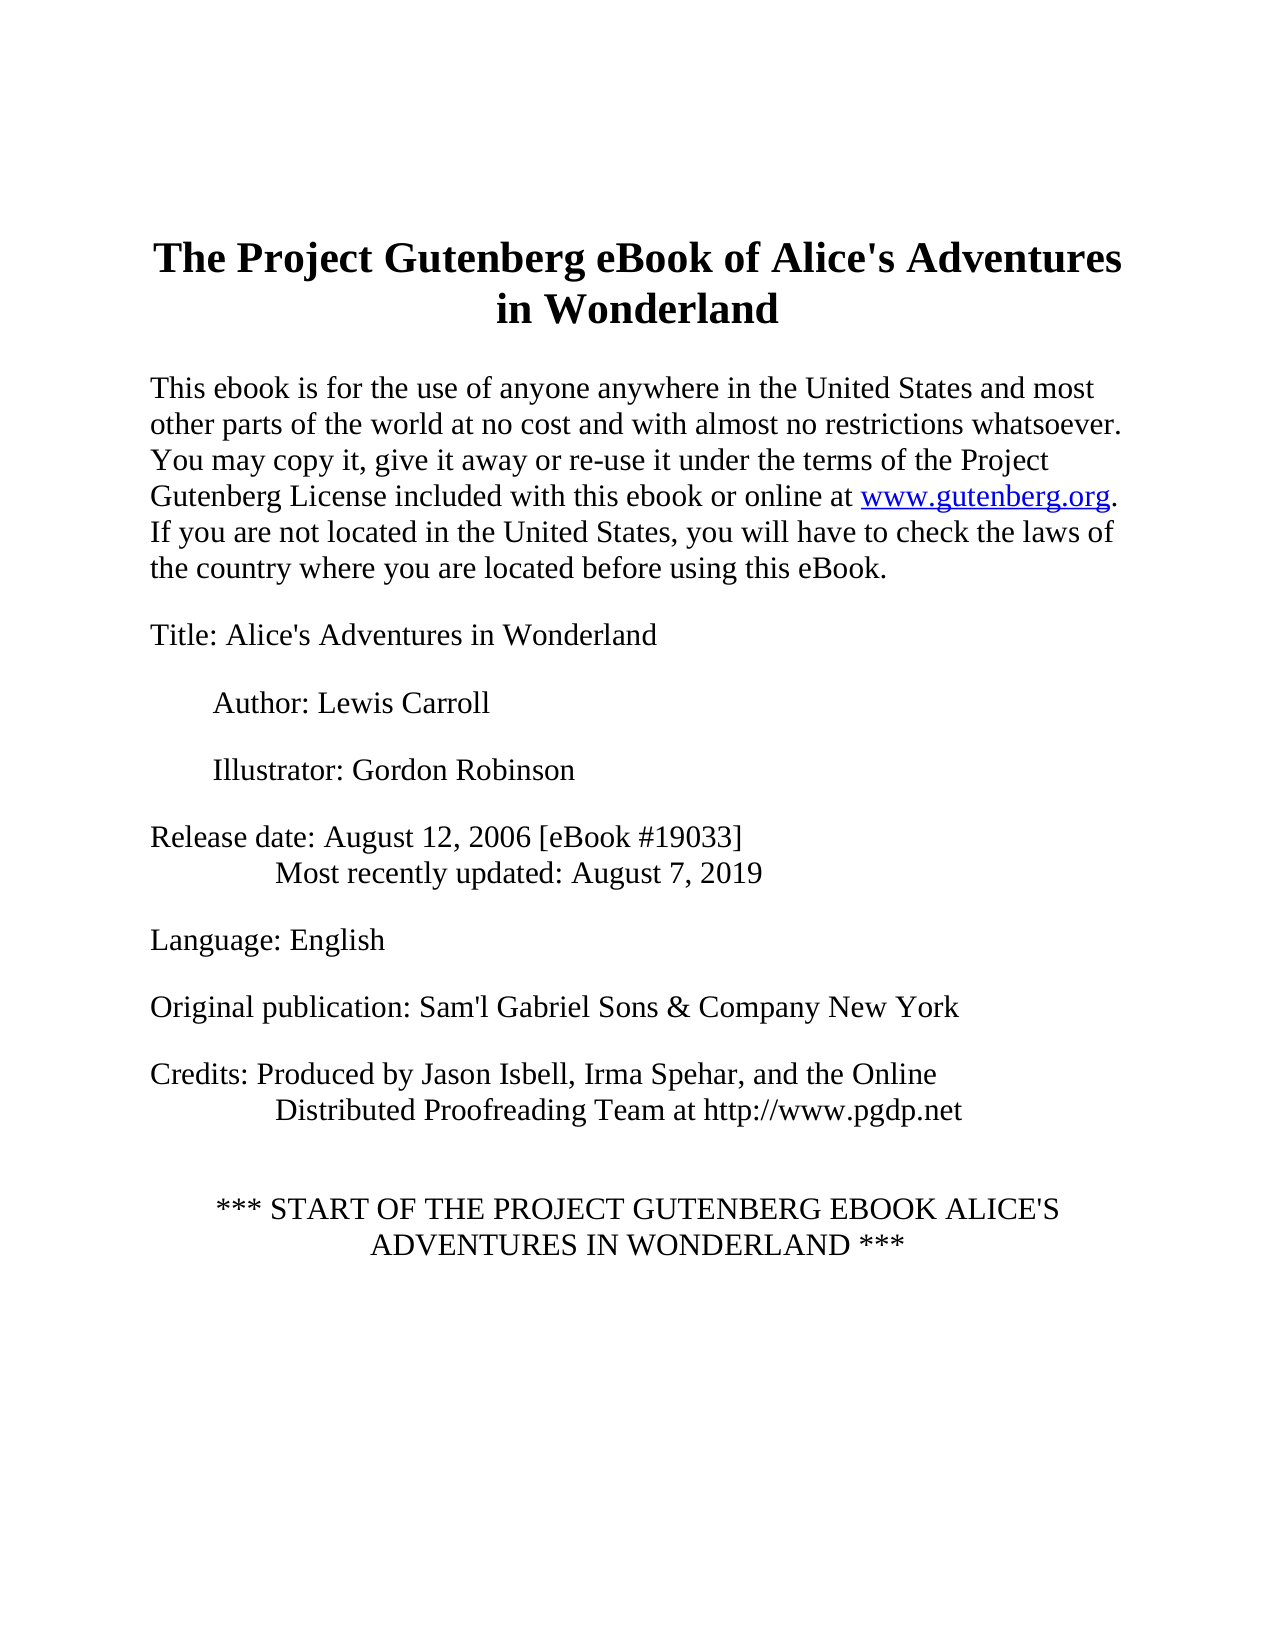 The Project Gutenberg eBook of Alice's Adventures
in Wonderland
This ebook is for the use of anyone anywhere in the United States and most
other parts of the world at no cost and with almost no restrictions whatsoever.
You may copy it, give it away or re-use it under the terms of the Project
Gutenberg License included with this ebook or online at www.gutenberg.org.
If you are not located in the United States, you will have to check the laws of
the country where you are located before using this eBook.
Title: Alice's Adventures in Wonderland
Author: Lewis Carroll
Illustrator: Gordon Robinson
Release date: August 12, 2006 [eBook #19033]
Most recently updated: August 7, 2019
Language: English
Original publication: Sam'l Gabriel Sons & Company New York
Credits: Produced by Jason Isbell, Irma Spehar, and the Online
Distributed Proofreading Team at http://www.pgdp.net
*** START OF THE PROJECT GUTENBERG EBOOK ALICE'S
ADVENTURES IN WONDERLAND ***